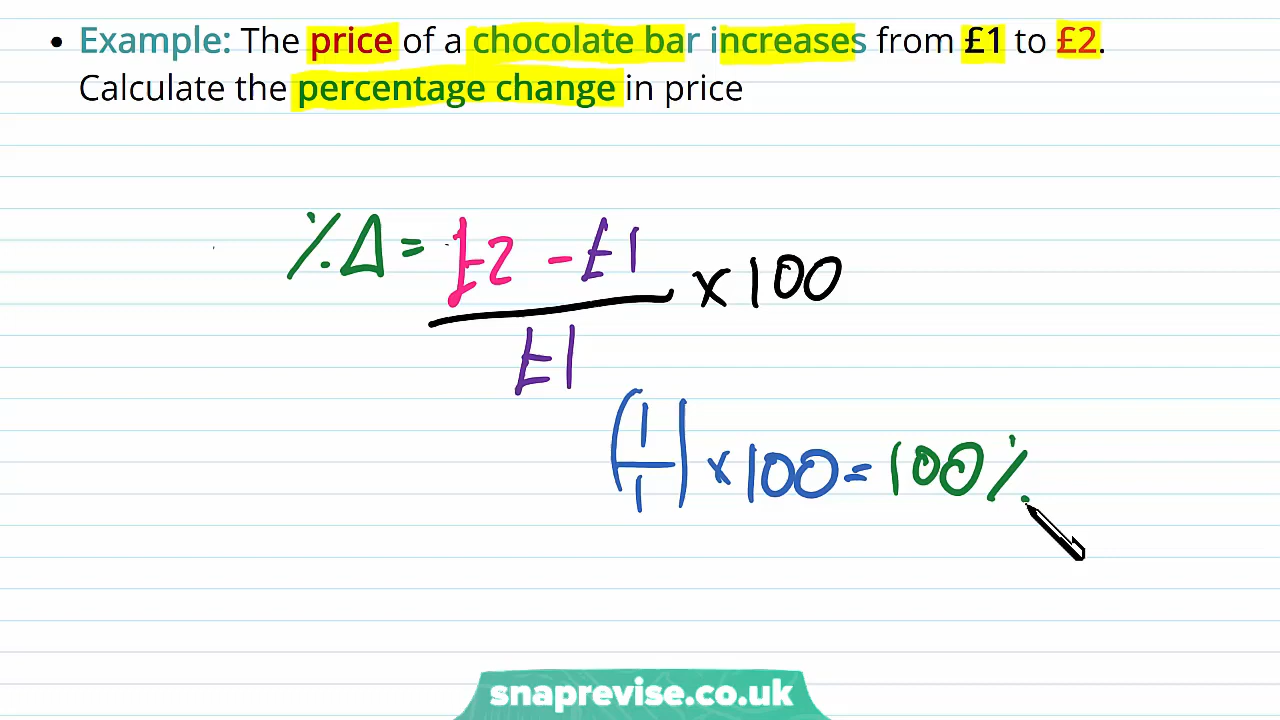 • Example: The price of a chocolate bar increases from £1 to £2.
Calculate the percentage change in price
%Δ = £2 - £1
x 100
£1
(1/1) x 100 = 100%
snaprevise.co.uk